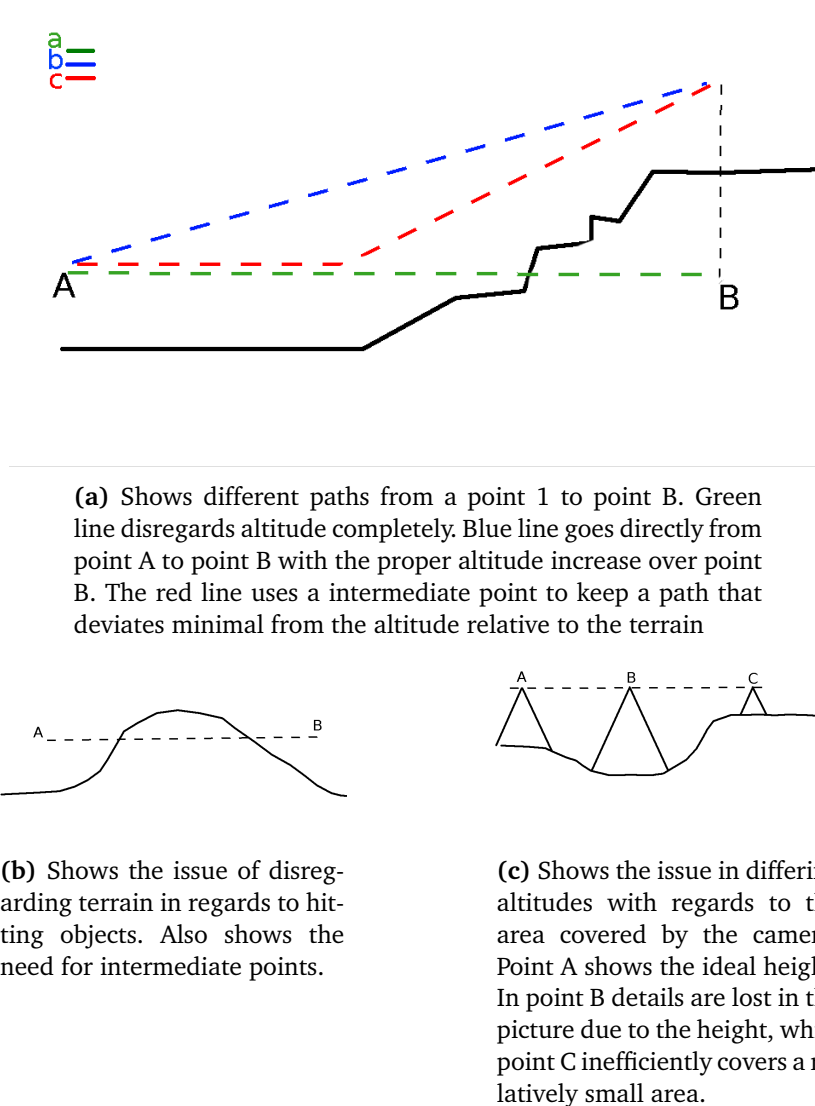 a
b
c
A
B
(a) Shows different paths from a point 1 to point B. Green
line disregards altitude completely. Blue line goes directly from
point A to point B with the proper altitude increase over point
B. The red line uses a intermediate point to keep a path that
deviates minimal from the altitude relative to the terrain
A
B
A
B
C
(b) Shows the issue of disreg-
arding terrain in regards to hit-
ting objects. Also shows the
need for intermediate points.
(c) Shows the issue in
altitudes with regards to
area covered by the
Point A shows the ideal
In point B details are lost in
picture due to the height,
point C inefficiently covers a
latively small area.